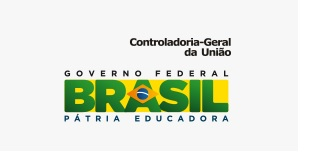 Controladoria-Geral
da União
GOVERNO FEDERAL
BRASIL
PÁTRIA EDUCADORA